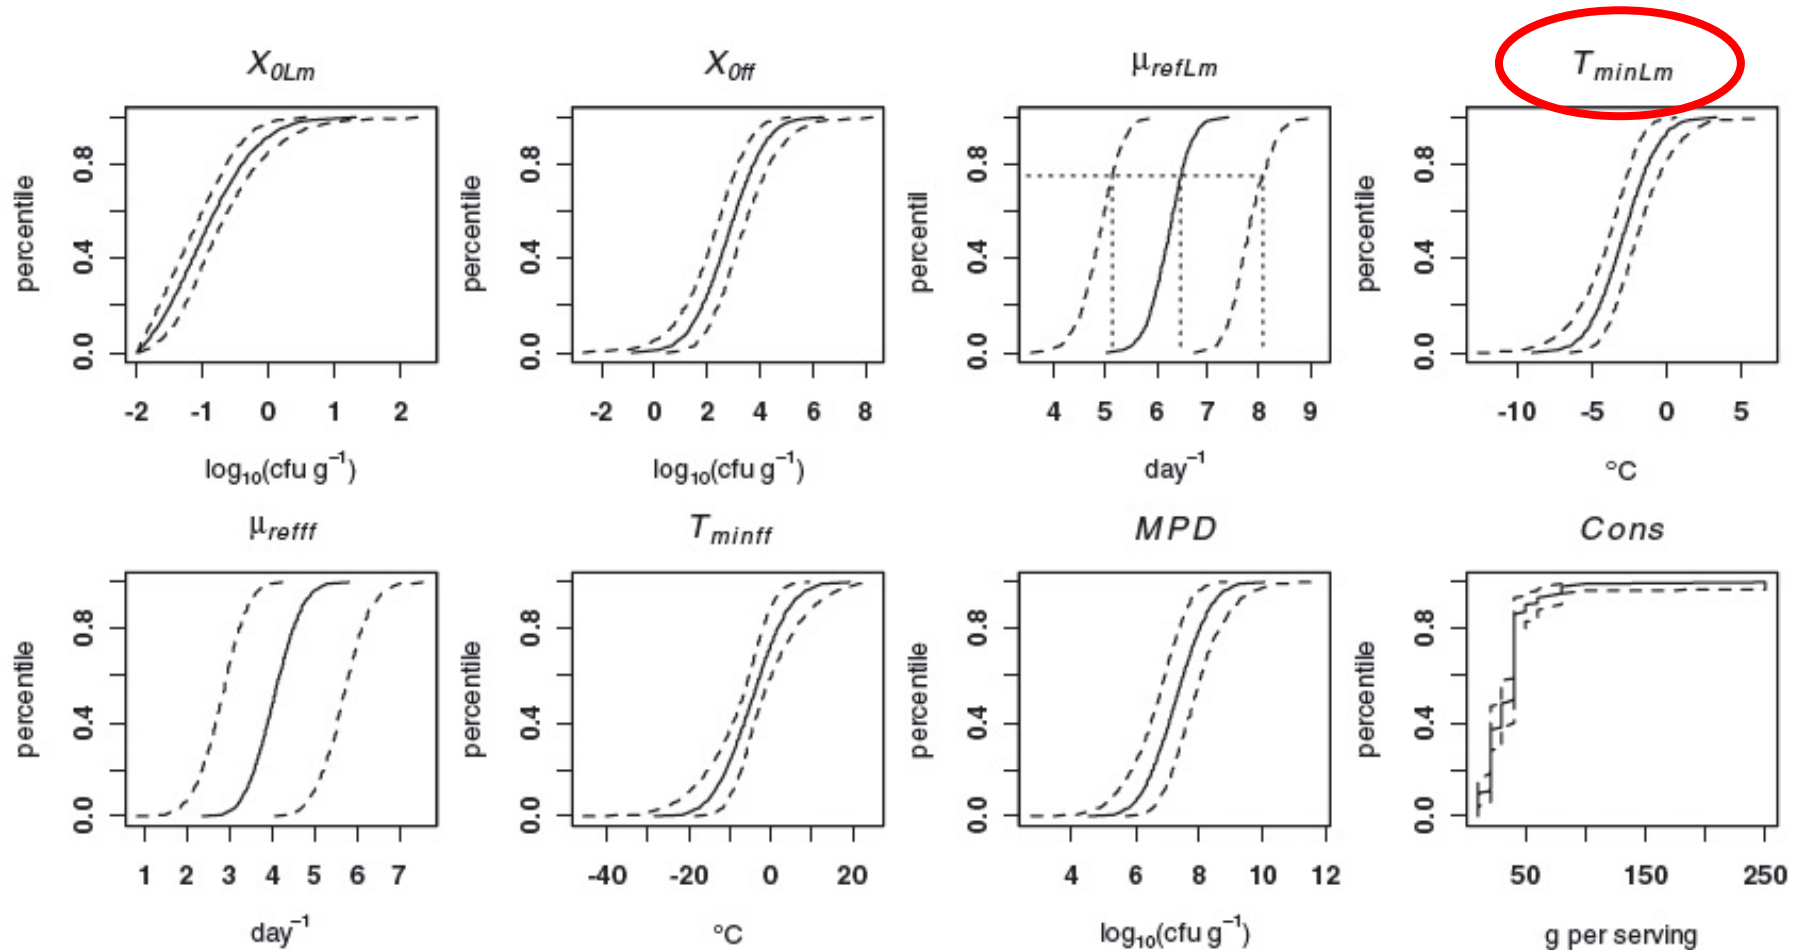 X0Lm
percentile
0.0 0.4 0.8
-2 -1 0 1 2
log10(cfu g−1)
X0ff
percentile
0.0 0.4 0.8
-2 0 2 4 6 8
log10(cfu g−1)
μrefLm
percentil
0.0 0.4 0.8
4 5 6 7 8 9
day−1
TminLm
percentile
0.0 0.4 0.8
-10 -5 0 5
°C
μrefff
percentile
0.0 0.4 0.8
1 2 3 4 5 6 7
day−1
Tminff
percentile
0.0 0.4 0.8
-40 -20 0 20
°C
MPD
percentile
0.0 0.4 0.8
4 6 8 10 12
log10(cfu g−1)
Cons
percentile
0.0 0.4 0.8
50 150 250
g per serving